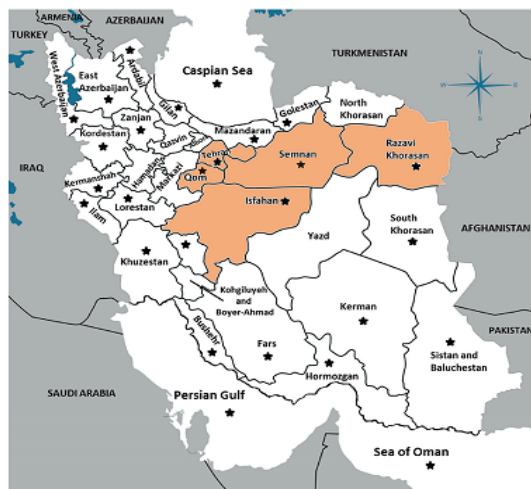 ARMENIA
AZERBAIJAN
TURKEY
TURKMENISTAN
N
West Azerbaijan
East
Azerbaijan
Ardabil
Caspian Sea
Gilan
Golestan
North
Khorasan
Zanjan
Mazandaran
Kordestan
Qazvin
Tehra
Semnan
Razavi
Khorasan
IRAQ
Hamadan
Markazi
Qom
Kermanshah
Isfahan
Lorestan
Ilam
South
Khorasan
AFGHANISTAN
Yazd
Khuzestan
Kohgiluyeh
and
Boyer-Ahmad
Kerman
PAKISTAN
Bushehr
Fars
Sistan and
Baluchestan
Hormozgan
SAUDI ARABIA
Persian Gulf
Sea of Oman